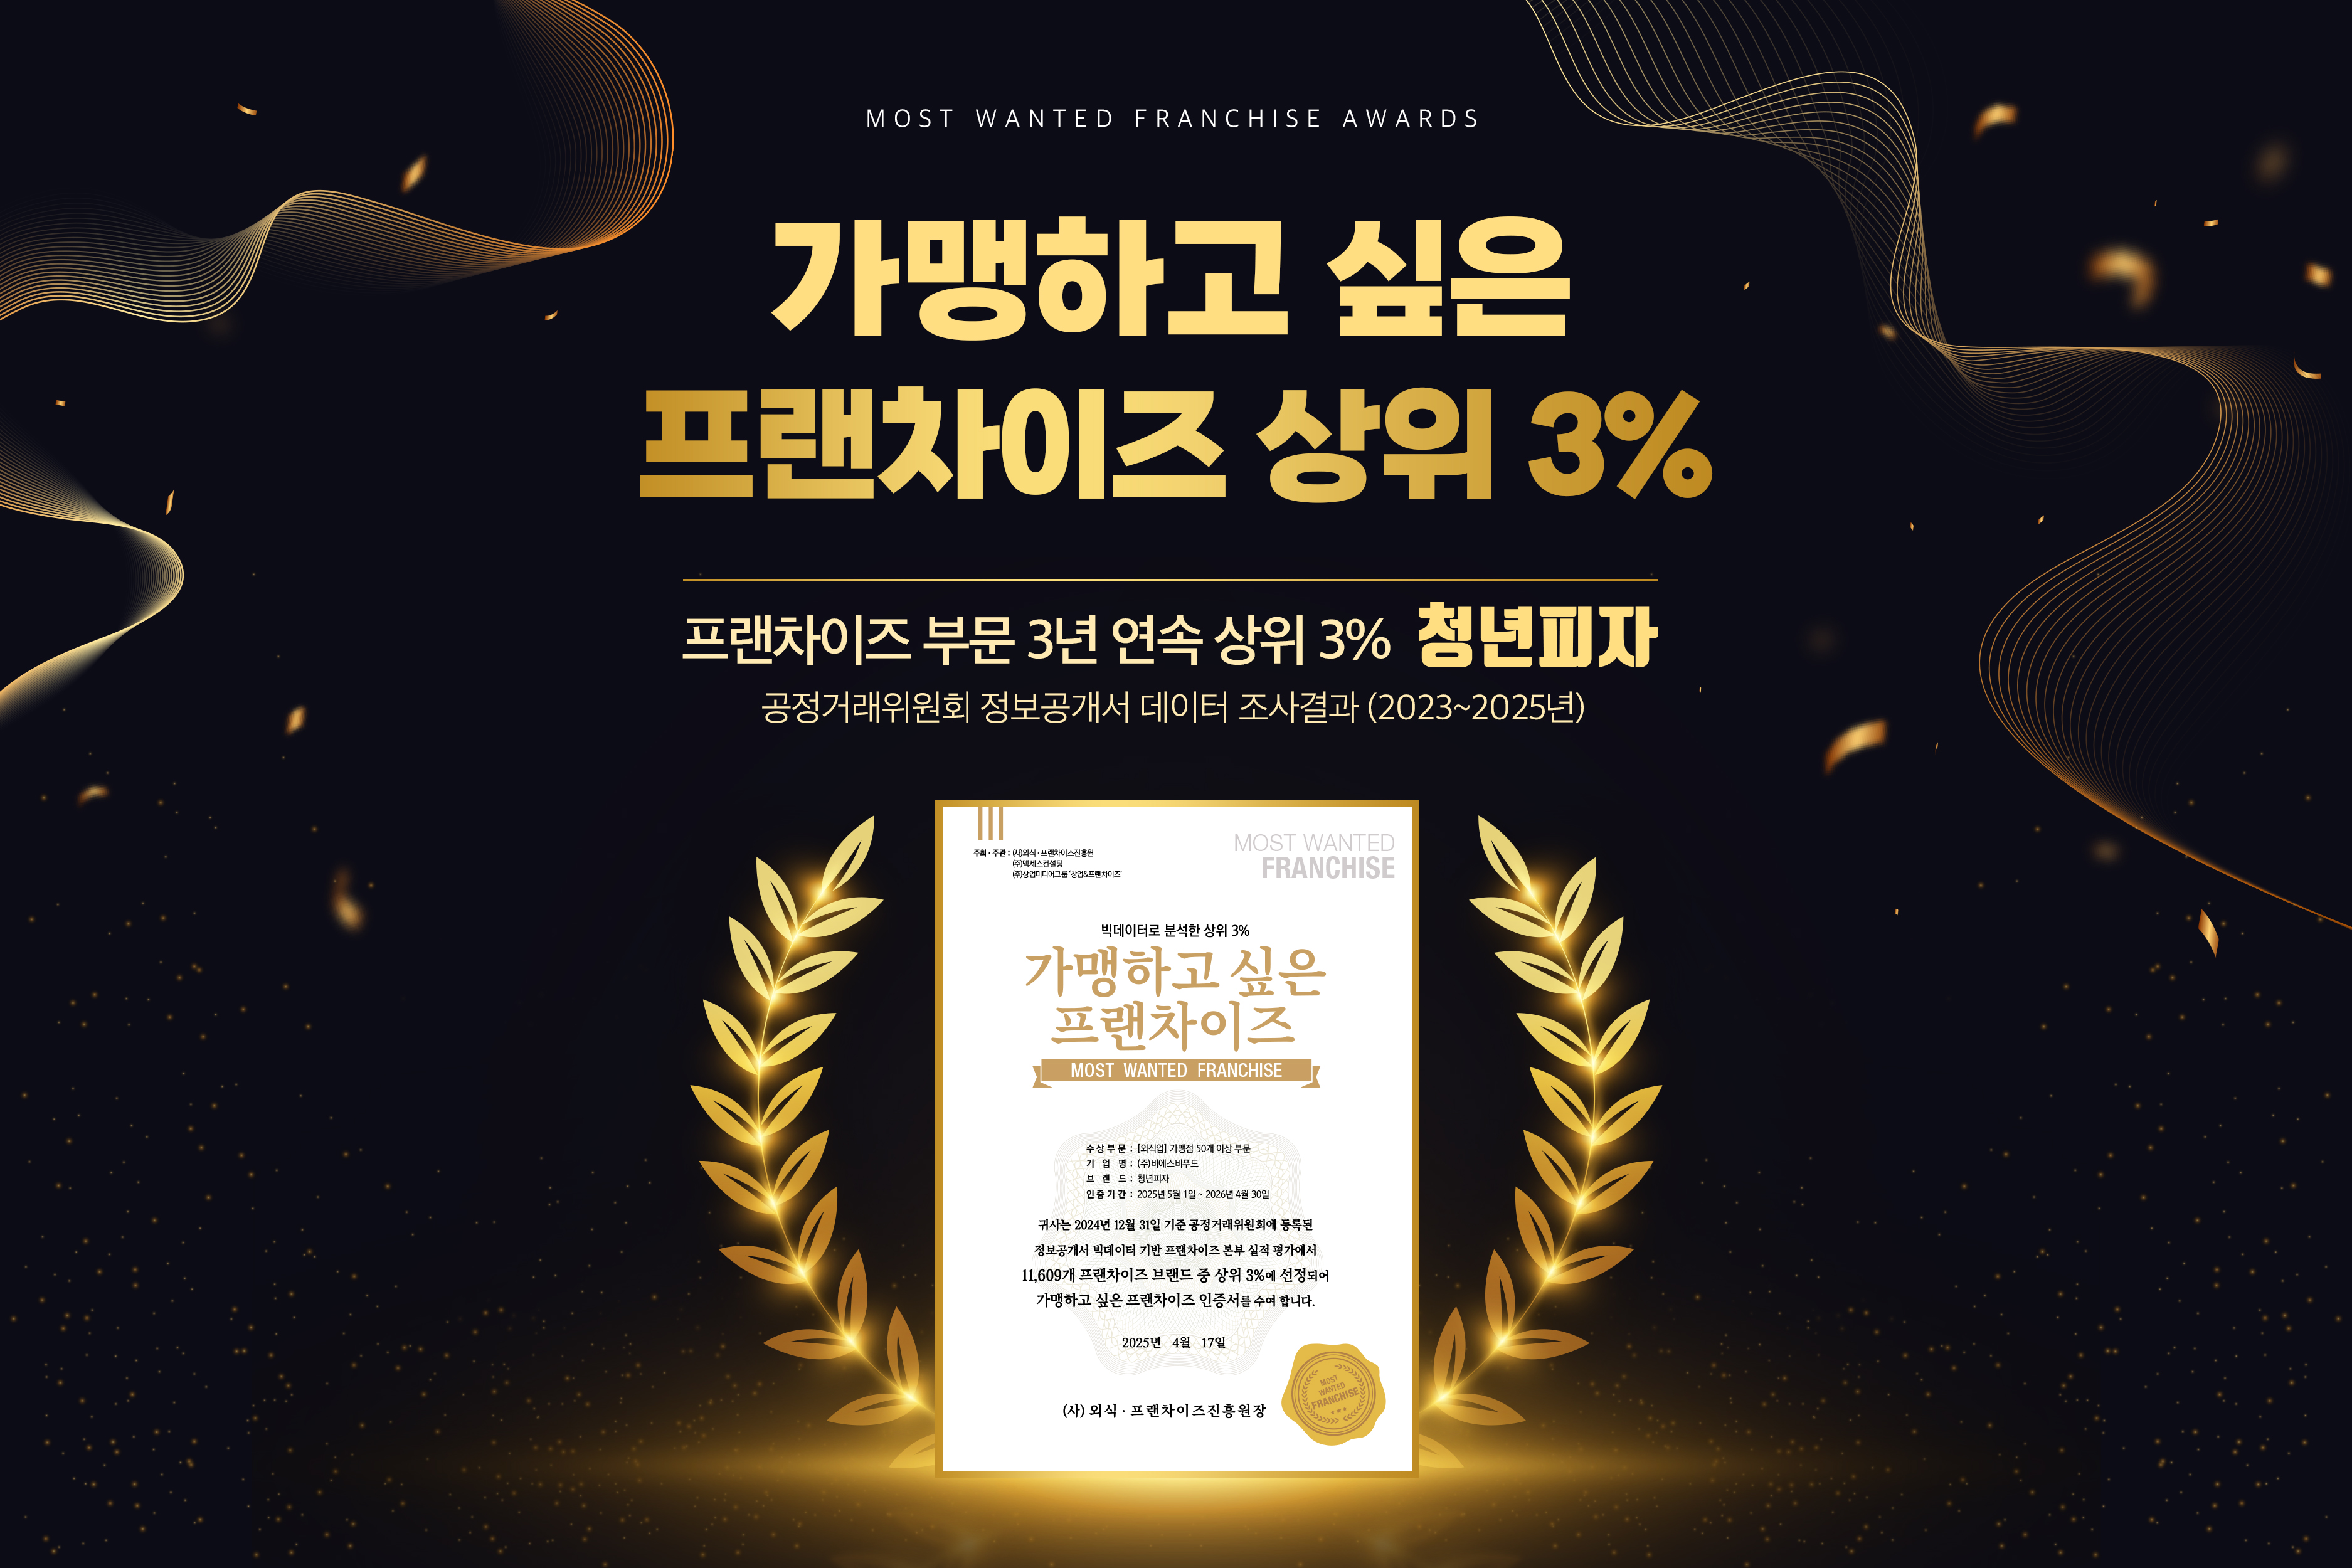 MOST WANTED FRANCHISE AWARDS
가맹하고 싶은
프랜차이즈 상위 3%
프랜차이즈 부문 3년 연속 상위 3% 청년피자
공정거래위원회 정보공개서 데이터 조사결과 (2023~2025년)
주최 · 주관 : (사)외식 · 프랜차이즈진흥원
(주)맥세스컨설팅
(주)창업미디어그룹 '창업&프랜차이즈'
MOST WANTED
FRANCHISE
빅데이터로 분석한 상위 3%
가맹하고 싶은
프랜차이즈
MOST WANTED FRANCHISE
수상부문 : [외식업] 가맹점 50개 이상 부문
기 업 명 : (주)비에스비푸드
브 랜 드 : 청년피자
인증기간 : 2025년 5월 1일 ~ 2026년 4월 30일
귀사는 2024년 12월 31일 기준 공정거래위원회에 등록된
정보공개서 빅데이터 기반 프랜차이즈 본부 실적 평가에서
11,609개 프랜차이즈 브랜드 중 상위 3%에 선정되어
가맹하고 싶은 프랜차이즈 인증서를 수여 합니다.
2025년 4월 17일
(사) 외식 · 프랜차이즈진흥원장
MOST
WANTED
FRANCHISE